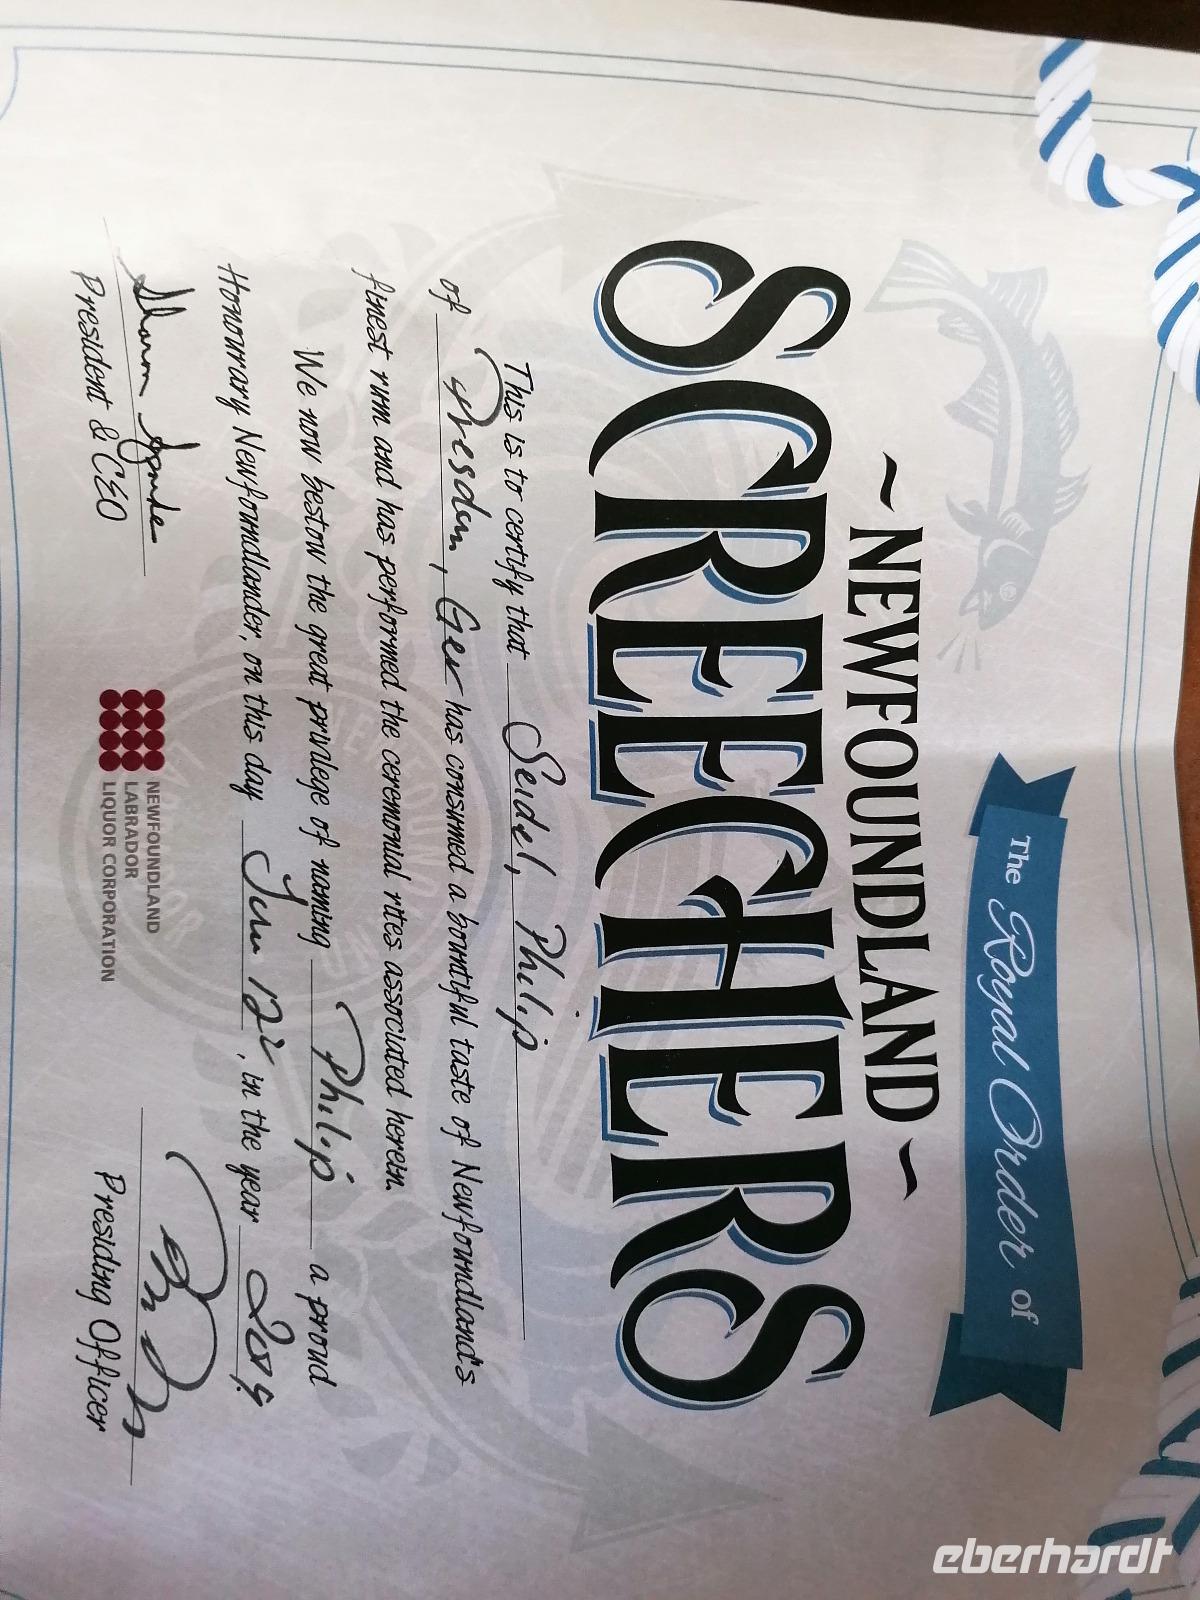 The Royal Order of
~ NEWFOUNDLAND ~
SCREECHERS
This is to certify that Seidel, Philip
of Dresden, Ger has consumed a bountiful taste of Newfoundland's
finest rum and has performed the ceremonial rites associated herein.
We now bestow the great privilege of naming Philip a proud
Honourary Newfoundlander, on this day Jun 12th, in the year 2019
President & CEO
NEWFOUNDLAND
LABRADOR
LIQUOR CORPORATION
Presiding Officer
eberhardt